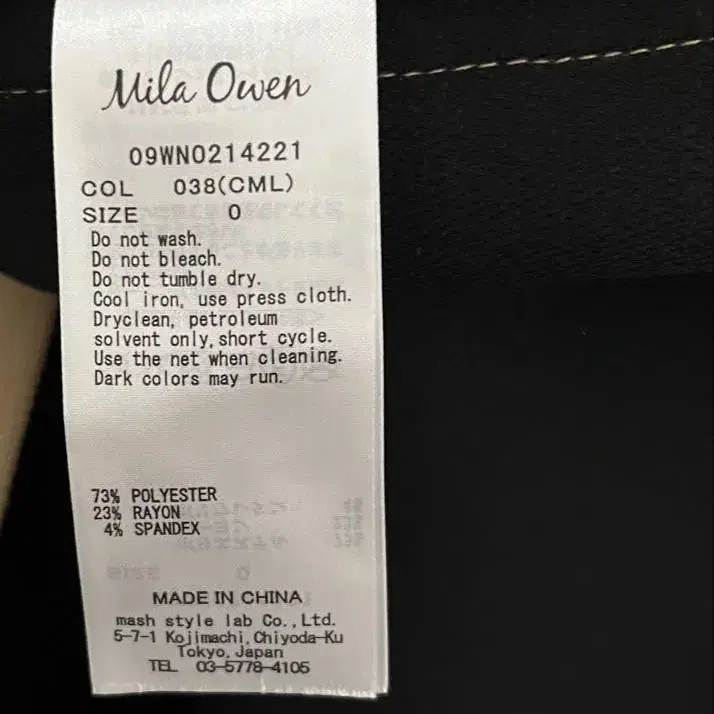 Mila Owen
09WN0214221
COL 038(CML)
SIZE 0
Do not wash.
Do not bleach.
Do not tumble dry.
Cool iron, use press cloth.
Dryclean, petroleum
solvent only,short cycle.
Use the net when cleaning.
Dark colors may run.
73% POLYESTER
23% RAYON
4% SPANDEX
MADE IN CHINA
mash style lab Co.,Ltd.
5-7-1 Kojimachi,Chiyoda-Ku
Tokyo,Japan
TEL 03-5778-4105